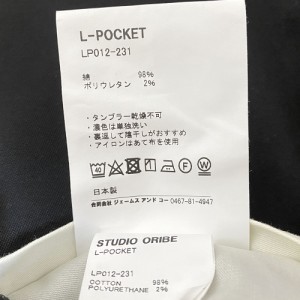 L-POCKET
LP012-231
綿 98%
ポリウレタン 2%
・タンブラー乾燥不可
・濃色は単独洗い
・裏返して陰干しがおすすめ
・アイロンはあて布を使用
40
P
W
日本製
合同会社 ジェームス アンド コー 0467-81-4947
STUDIO ORIBE
L-POCKET
LP012-231
COTTON 98%
POLYURETHANE 2%